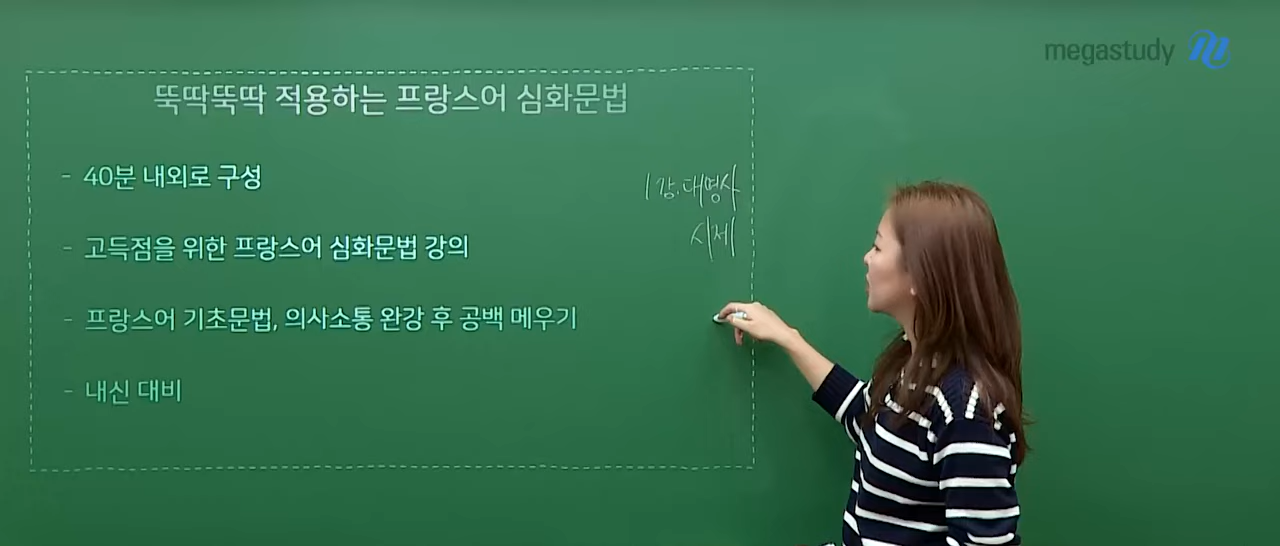 megastudy
뚝딱뚝딱 적용하는 프랑스어 심화문법
- 40분 내외로 구성
- 고득점을 위한 프랑스어 심화문법 강의
- 프랑스어 기초문법, 의사소통 완강 후 공백 메우기
- 내신 대비
1강.대명사
시제